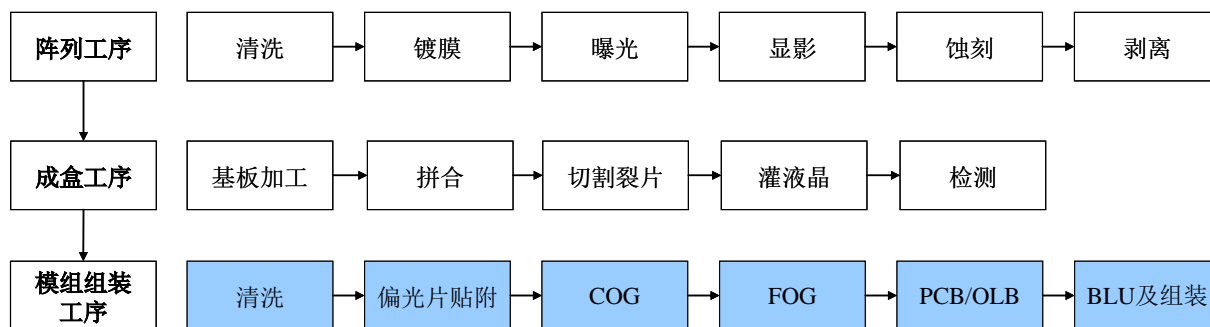 阵列工序
清洗
镀膜
曝光
显影
蚀刻
剥离
成盒工序
基板加工
拼合
切割裂片
灌液晶
检测
模组组装
工序
清洗
偏光片贴附
COG
FOG
PCB/OLB
BLU及组装